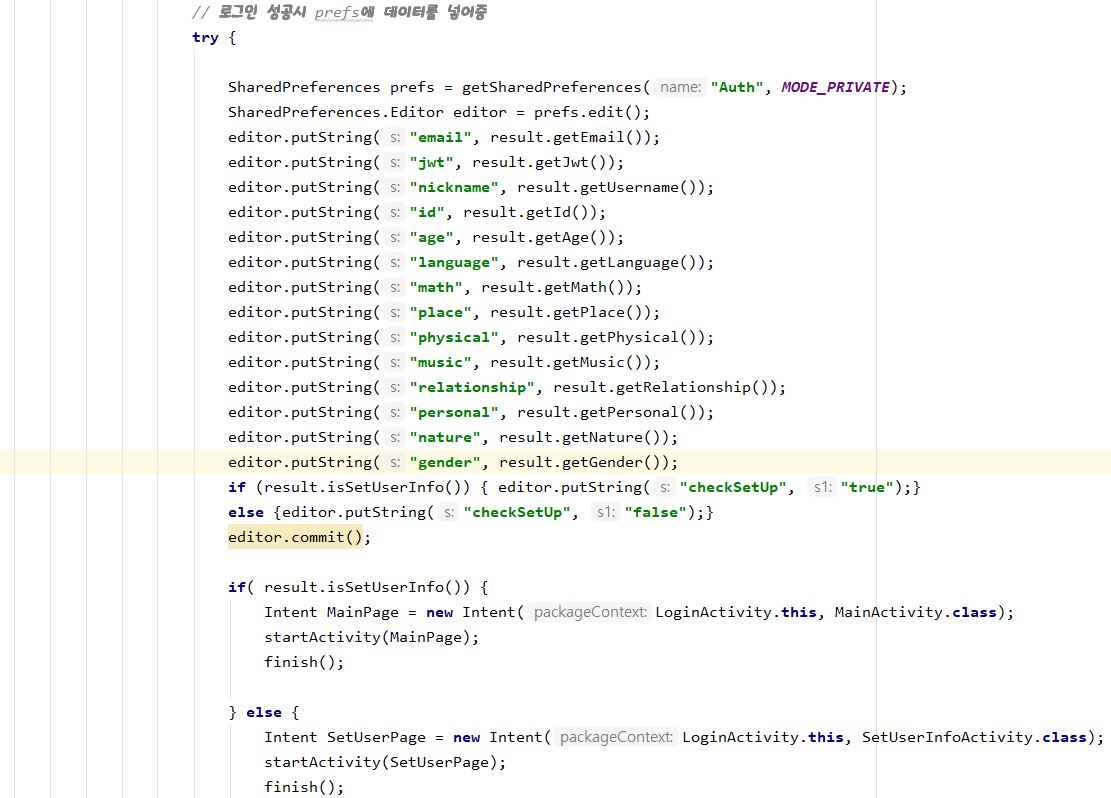 // 로그인 성공시 prefs에 데이터를 넣어줌
try {
SharedPreferences prefs = getSharedPreferences( name: "Auth", MODE_PRIVATE);
SharedPreferences.Editor editor = prefs.edit();
editor.putString( s: "email", result.getEmail());
editor.putString( s: "jwt", result.getJwt());
editor.putString( s: "nickname", result.getUsername());
editor.putString( s: "id", result.getId());
editor.putString( s: "age", result.getAge());
editor.putString( s: "language", result.getLanguage());
editor.putString( s: "math", result.getMath());
editor.putString( s: "place", result.getPlace());
editor.putString( s: "physical", result.getPhysical());
editor.putString( s: "music", result.getMusic());
editor.putString( s: "relationship", result.getRelationship());
editor.putString( s: "personal", result.getPersonal());
editor.putString( s: "nature", result.getNature());
editor.putString( s: "gender", result.getGender());
if (result.isSetUserInfo()) { editor.putString( s: "checkSetUp", s1: "true");}
else {editor.putString( s: "checkSetUp", s1: "false");}
editor.commit();
if( result.isSetUserInfo()) {
Intent MainPage = new Intent( packageContext: LoginActivity.this, MainActivity.class);
startActivity(MainPage);
finish();
} else {
Intent SetUserPage = new Intent( packageContext: LoginActivity.this, SetUserInfoActivity.class);
startActivity(SetUserPage);
finish();